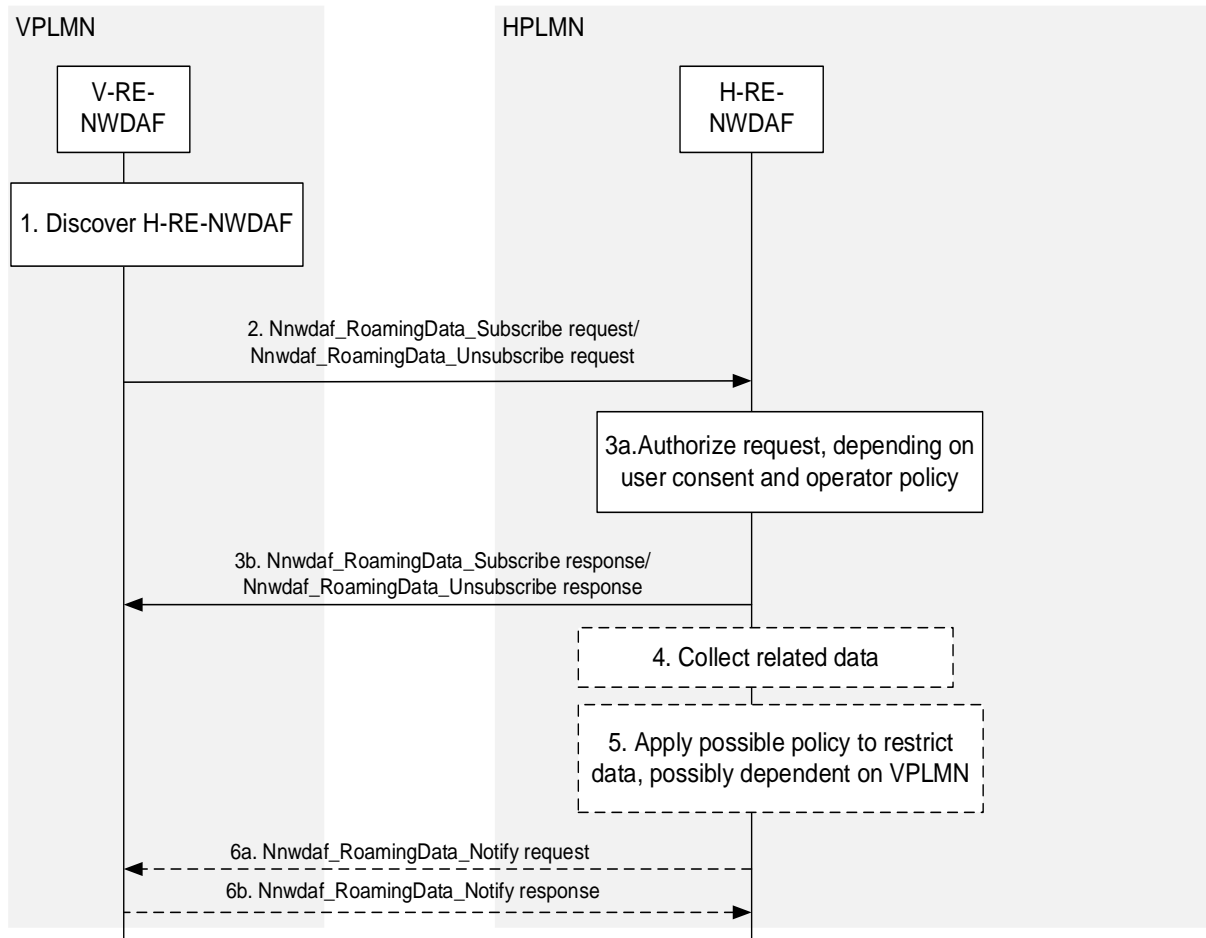 VPLMN
HPLMN
V-RE-
NWDAF
H-RE-
NWDAF
1. Discover H-RE-NWDAF
2. Nnwdaf_RoamingData_Subscribe request/
Nnwdaf_RoamingData_Unsubscribe request
3a.Authorize request, depending on
user consent and operator policy
3b. Nnwdaf_RoamingData_Subscribe response/
Nnwdaf_RoamingData_Unsubscribe response
4. Collect related data
5. Apply possible policy to restrict
data, possibly dependent on VPLMN
6a. Nnwdaf_RoamingData_Notify request
6b. Nnwdaf_RoamingData_Notify response